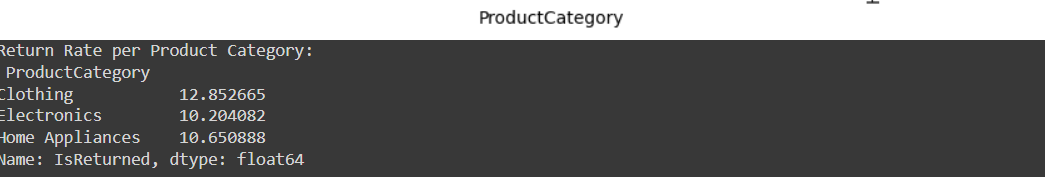 ProductCategory
Return Rate per Product Category:
ProductCategory
Clothing 12.852665
Electronics 10.204082
Home Appliances 10.650888
Name: IsReturned, dtype: float64